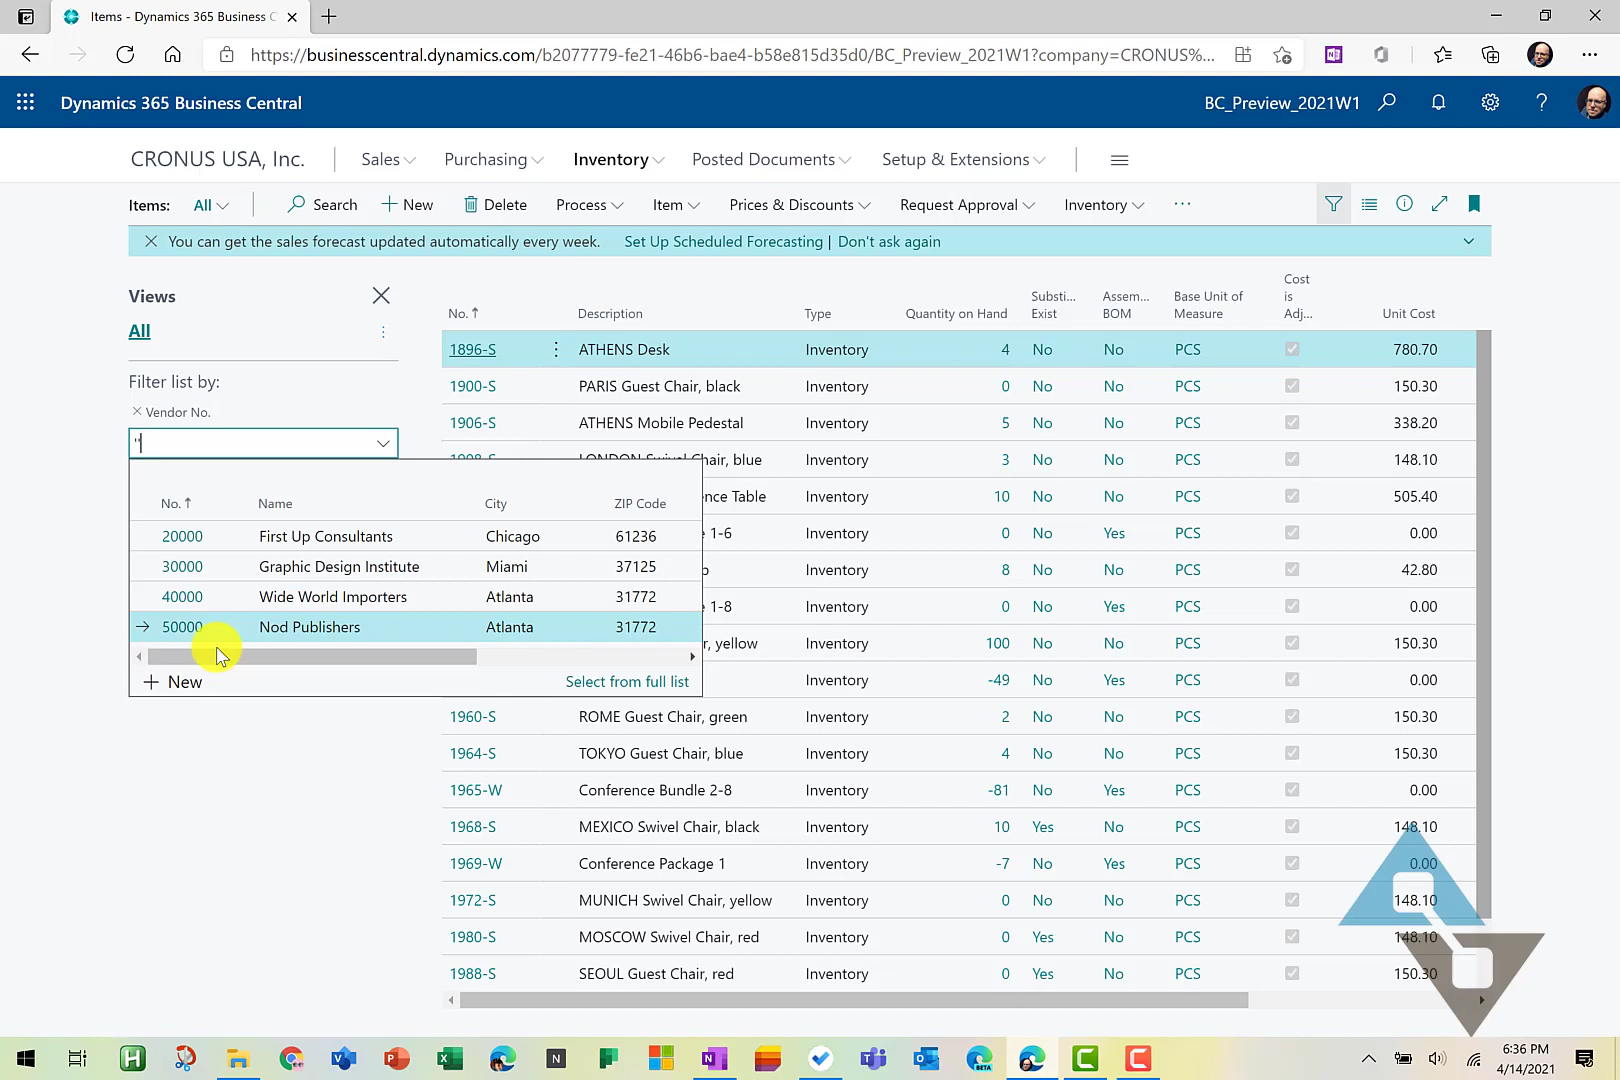 Items - Dynamics 365 Business C
https://businesscentral.dynamics.com/b2077779-fe21-46b6-bae4-b58e815d35d0/BC_Preview_2021W1?company=CRONUS%...
Dynamics 365 Business Central
BC_Preview_2021W1
CRONUS USA, Inc.
Sales
Purchasing
Inventory
Posted Documents
Setup & Extensions
Items:
All
Search
New
Delete
Process
Item
Prices & Discounts
Request Approval
Inventory
You can get the sales forecast updated automatically every week. Set Up Scheduled Forecasting | Don't ask again
Views
All
Filter list by:
Vendor No.
''
No. Name City ZIP Code
20000 First Up Consultants Chicago 61236
30000 Graphic Design Institute Miami 37125
40000 Wide World Importers Atlanta 31772
50000 Nod Publishers Atlanta 31772
New
Select from full list
No. Description Type Quantity on Hand Substi... Exist Assem... BOM Base Unit of Measure Cost is Adj... Unit Cost
1896-S ATHENS Desk Inventory 4 No No PCS 780.70
1900-S PARIS Guest Chair, black Inventory 0 No No PCS 150.30
1906-S ATHENS Mobile Pedestal Inventory 5 No No PCS 338.20
1908-S LONDON Swivel Chair, blue Inventory 3 No No PCS 148.10
ence Table Inventory 10 No No PCS 505.40
e 1-6 Inventory 0 No Yes PCS 0.00
p Inventory 8 No No PCS 42.80
e 1-8 Inventory 0 No Yes PCS 0.00
r, yellow Inventory 100 No No PCS 150.30
Inventory -49 No Yes PCS 0.00
1960-S ROME Guest Chair, green Inventory 2 No No PCS 150.30
1964-S TOKYO Guest Chair, blue Inventory 4 No No PCS 150.30
1965-W Conference Bundle 2-8 Inventory -81 No Yes PCS 0.00
1968-S MEXICO Swivel Chair, black Inventory 10 Yes No PCS 148.10
1969-W Conference Package 1 Inventory -7 No Yes PCS 0.00
1972-S MUNICH Swivel Chair, yellow Inventory 0 No No PCS 148.10
1980-S MOSCOW Swivel Chair, red Inventory 0 Yes No PCS 148.10
1988-S SEOUL Guest Chair, red Inventory 0 Yes No PCS 150.30
6:36 PM
4/14/2021